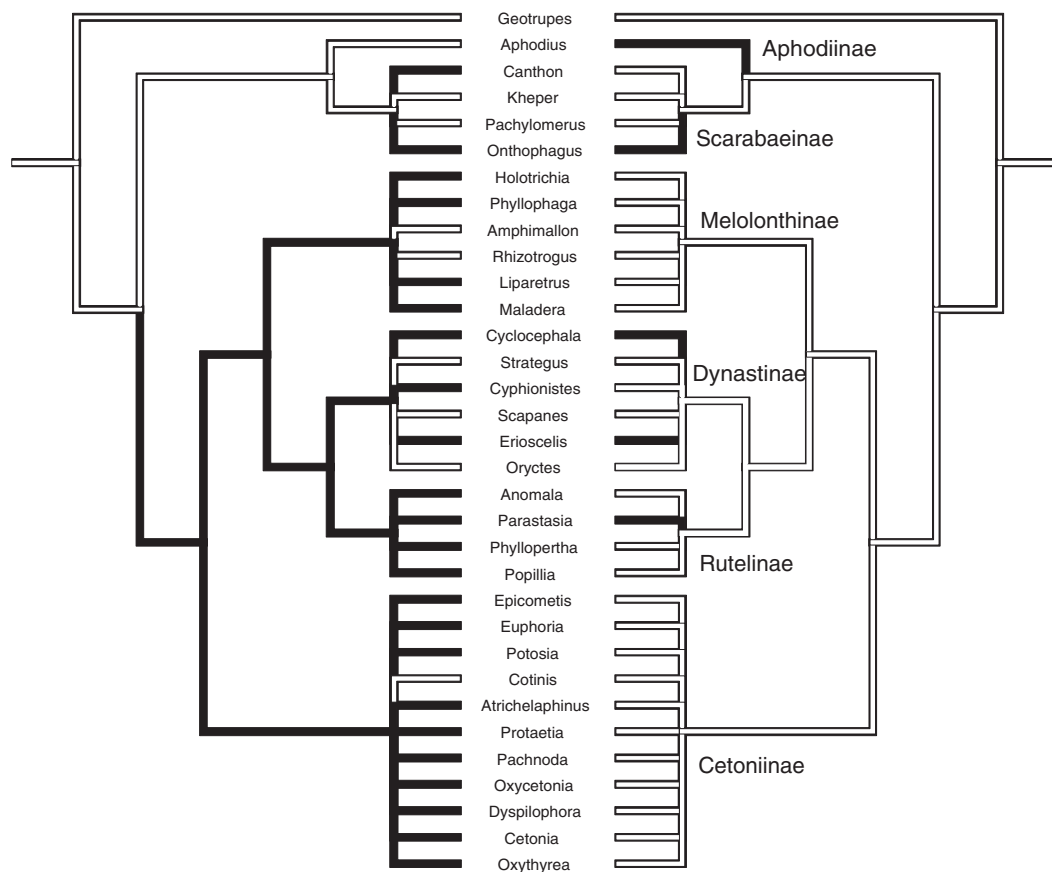 Geotrupes
Aphodius
Aphodiinae
Canthon
Kheper
Pachylomerus
Scarabaeinae
Onthophagus
Holotrichia
Phyllophaga
Melolonthinae
Amphimallon
Rhizotrogus
Liparetrus
Maladera
Cyclocephala
Strategus
Dynastinae
Cyphionistes
Scapanes
Erioscelis
Oryctes
Anomala
Parastasia
Phyllopertha
Rutelinae
Popillia
Epicometis
Euphoria
Potosia
Cotinis
Atrichelaphinus
Protaetia
Pachnoda
Cetoniinae
Oxycetonia
Dyspilophora
Cetonia
Oxythyrea